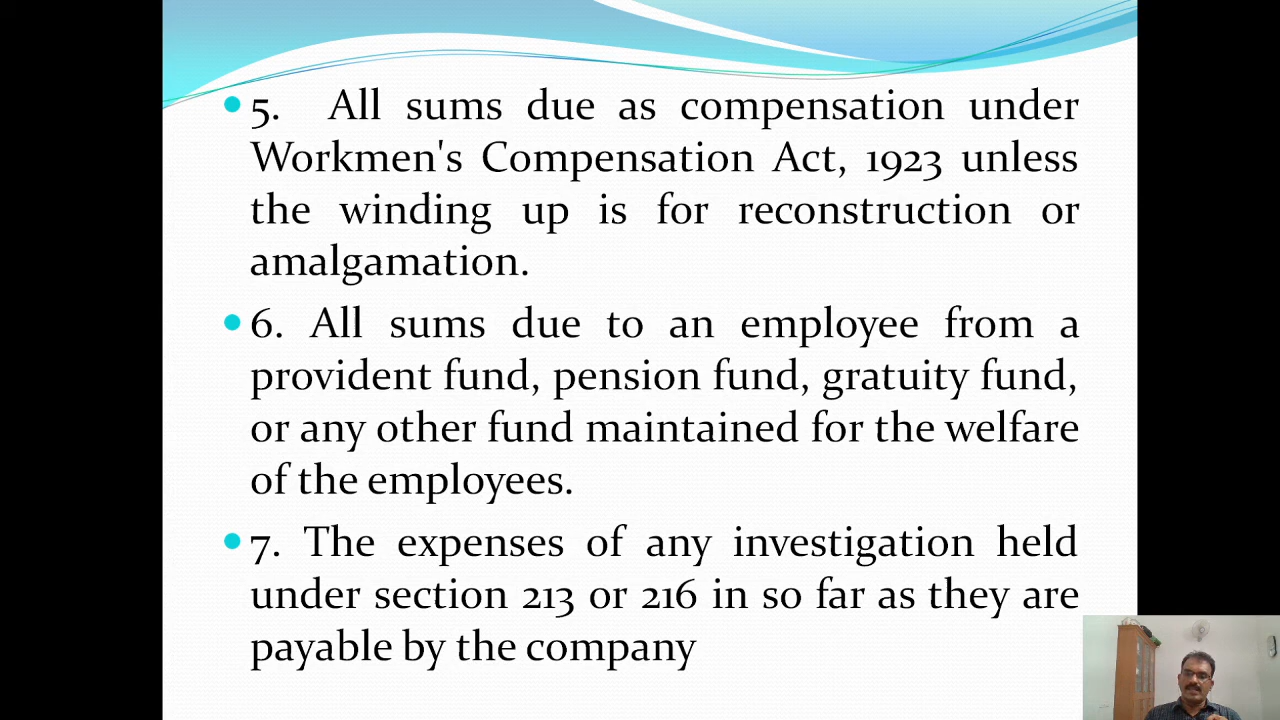 5. All sums due as compensation under
Workmen's Compensation Act, 1923 unless
the winding up is for reconstruction or
amalgamation.
6. All sums due to an employee from a
provident fund, pension fund, gratuity fund,
or any other fund maintained for the welfare
of the employees.
7. The expenses of any investigation held
under section 213 or 216 in so far as they are
payable by the company